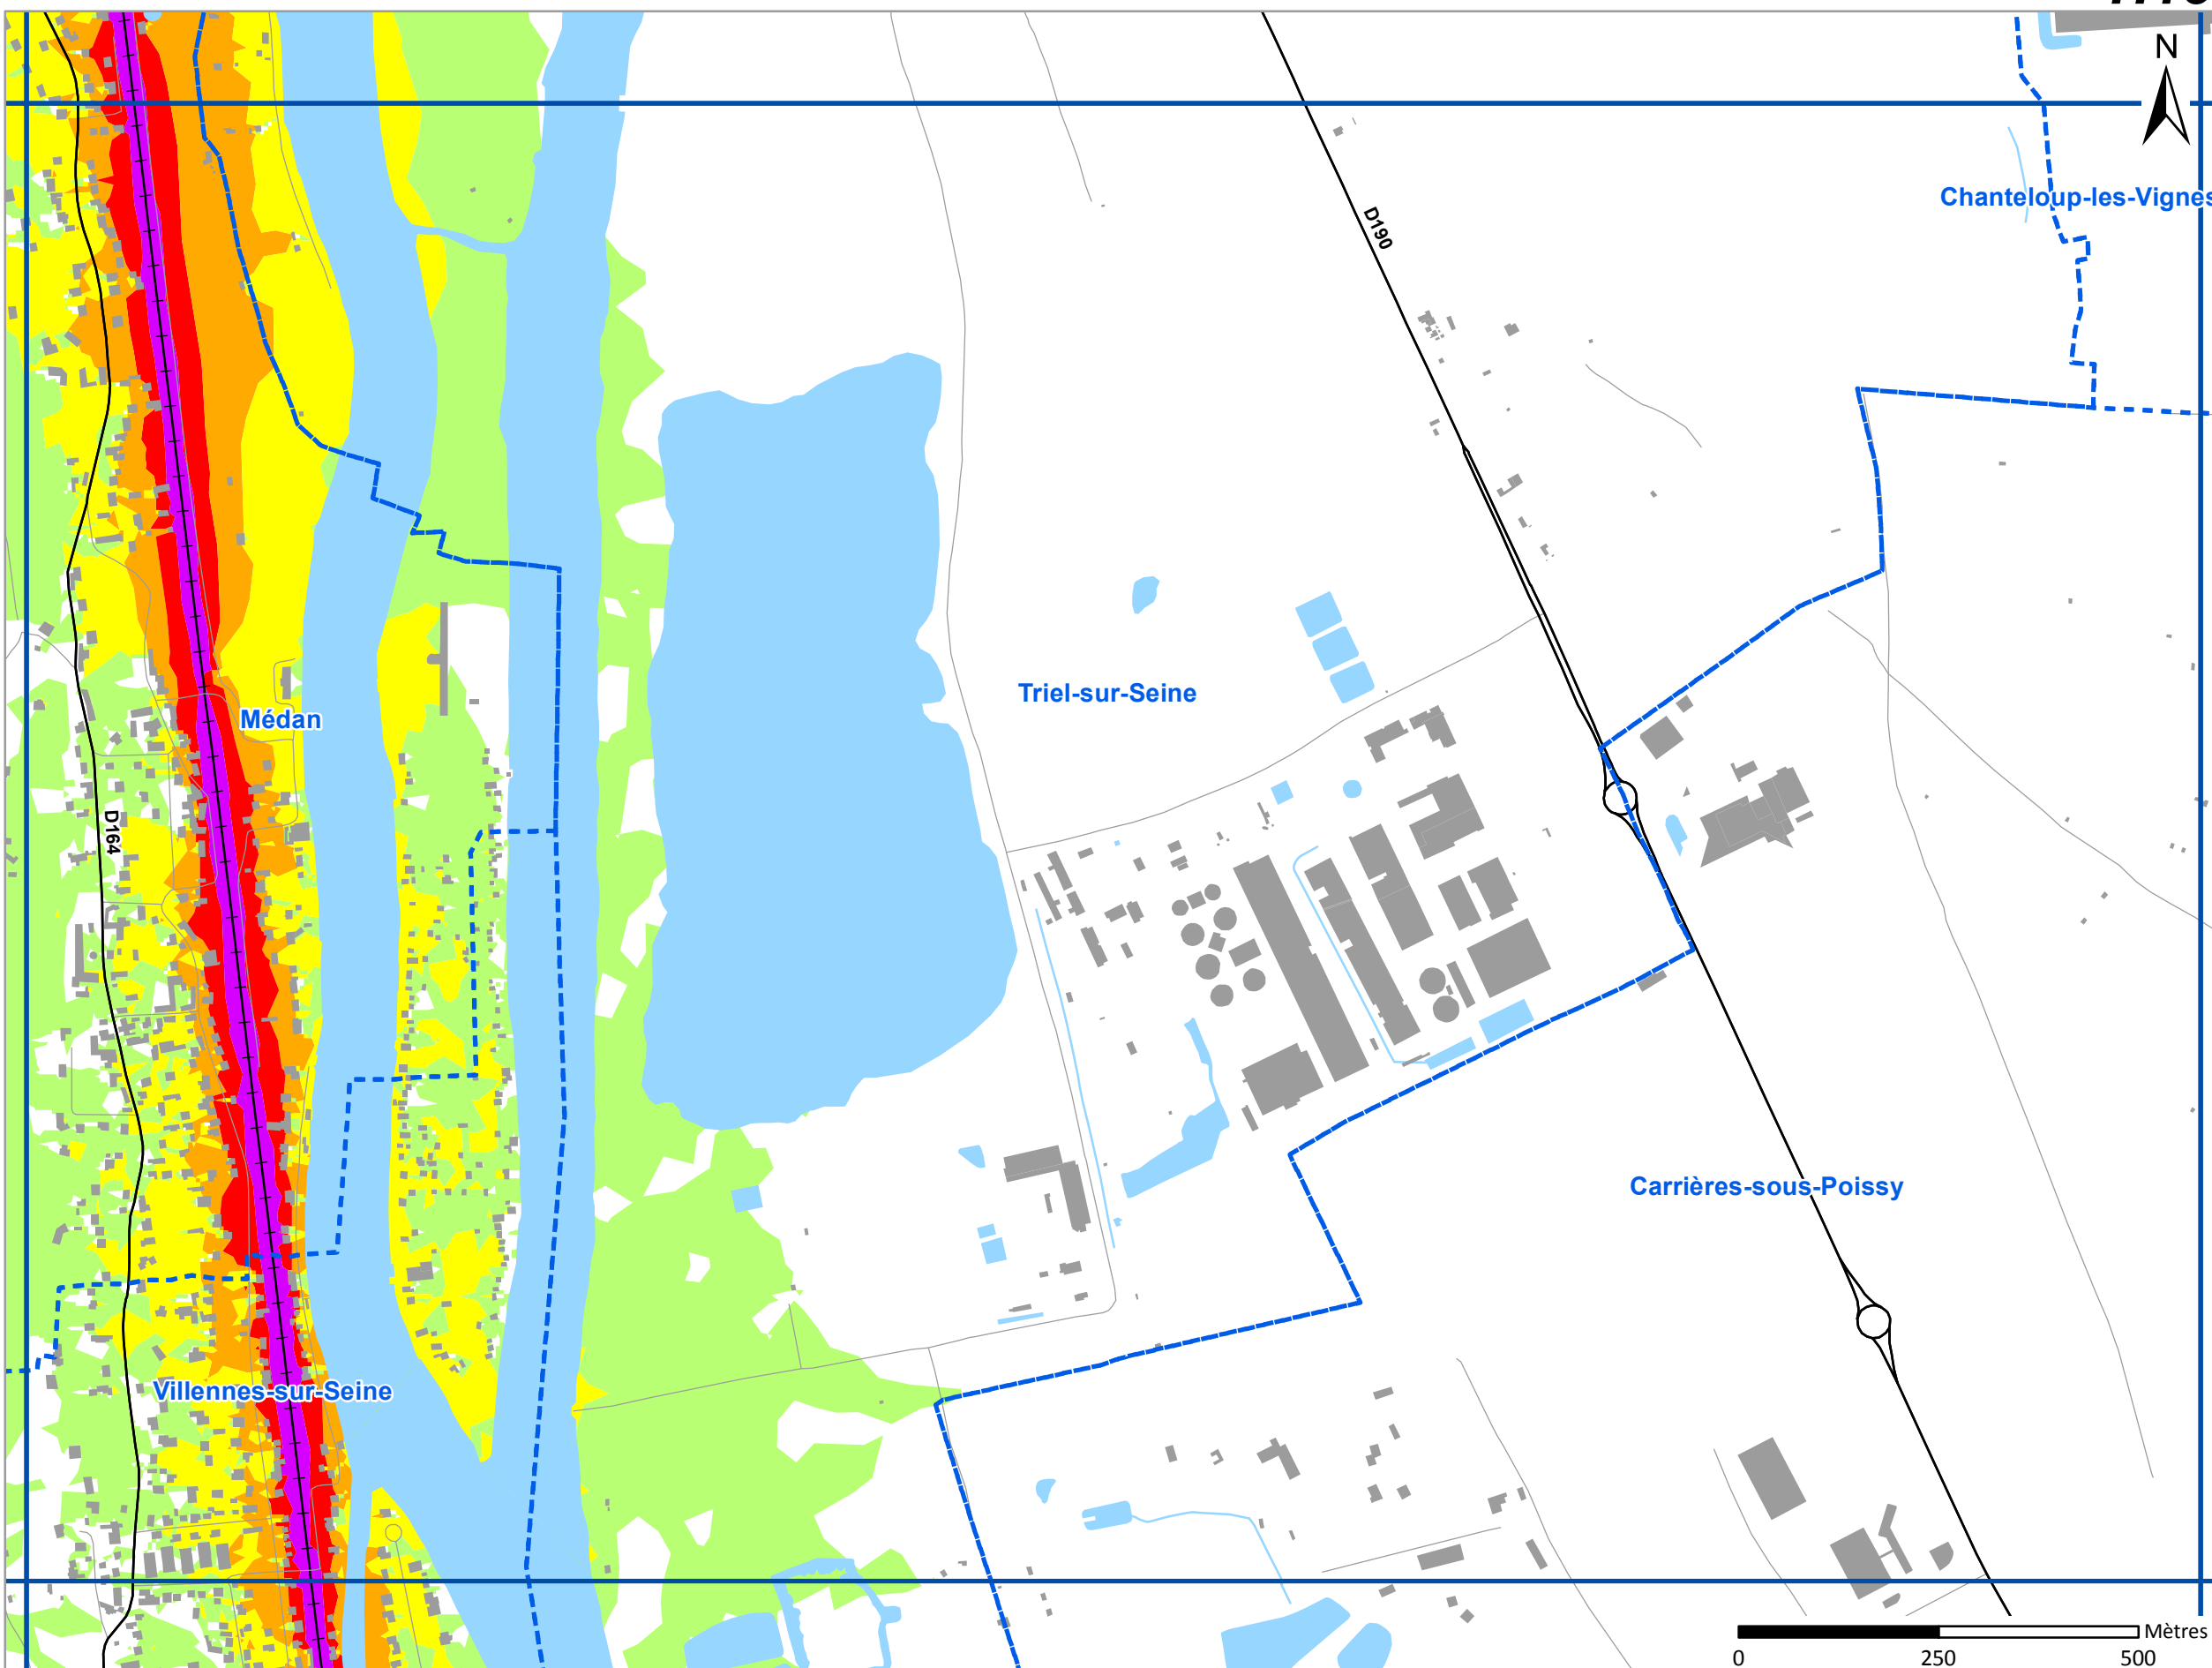 N
Chanteloup-les-Vignes
D190
Triel-sur-Seine
Médan
D164
Carrières-sous-Poissy
Villennes-sur-Seine
Mètres
0 250 500